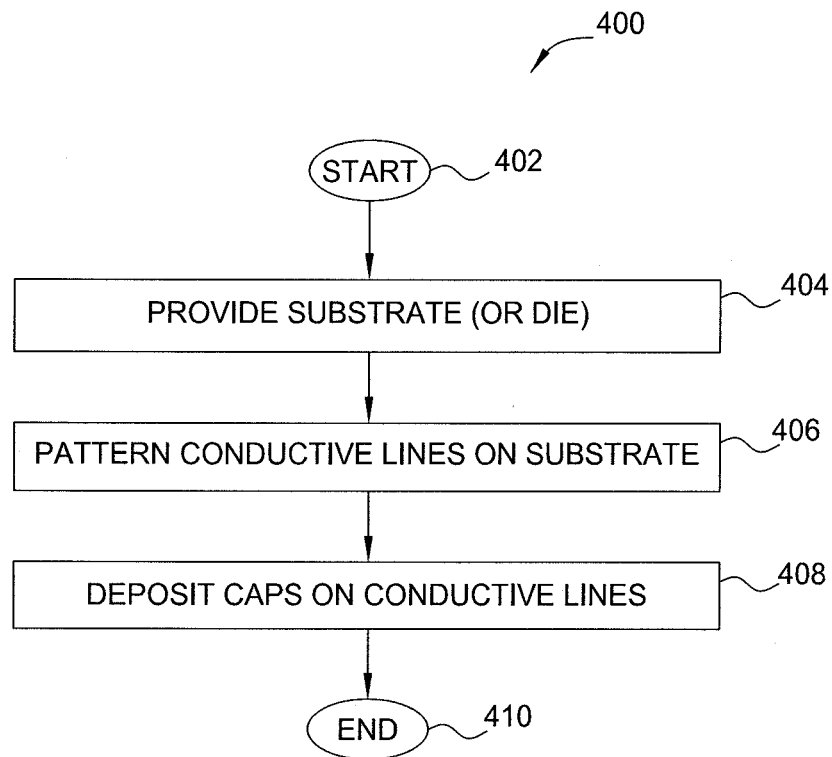 400
START 402
PROVIDE SUBSTRATE (OR DIE) 404
PATTERN CONDUCTIVE LINES ON SUBSTRATE 406
DEPOSIT CAPS ON CONDUCTIVE LINES 408
END 410